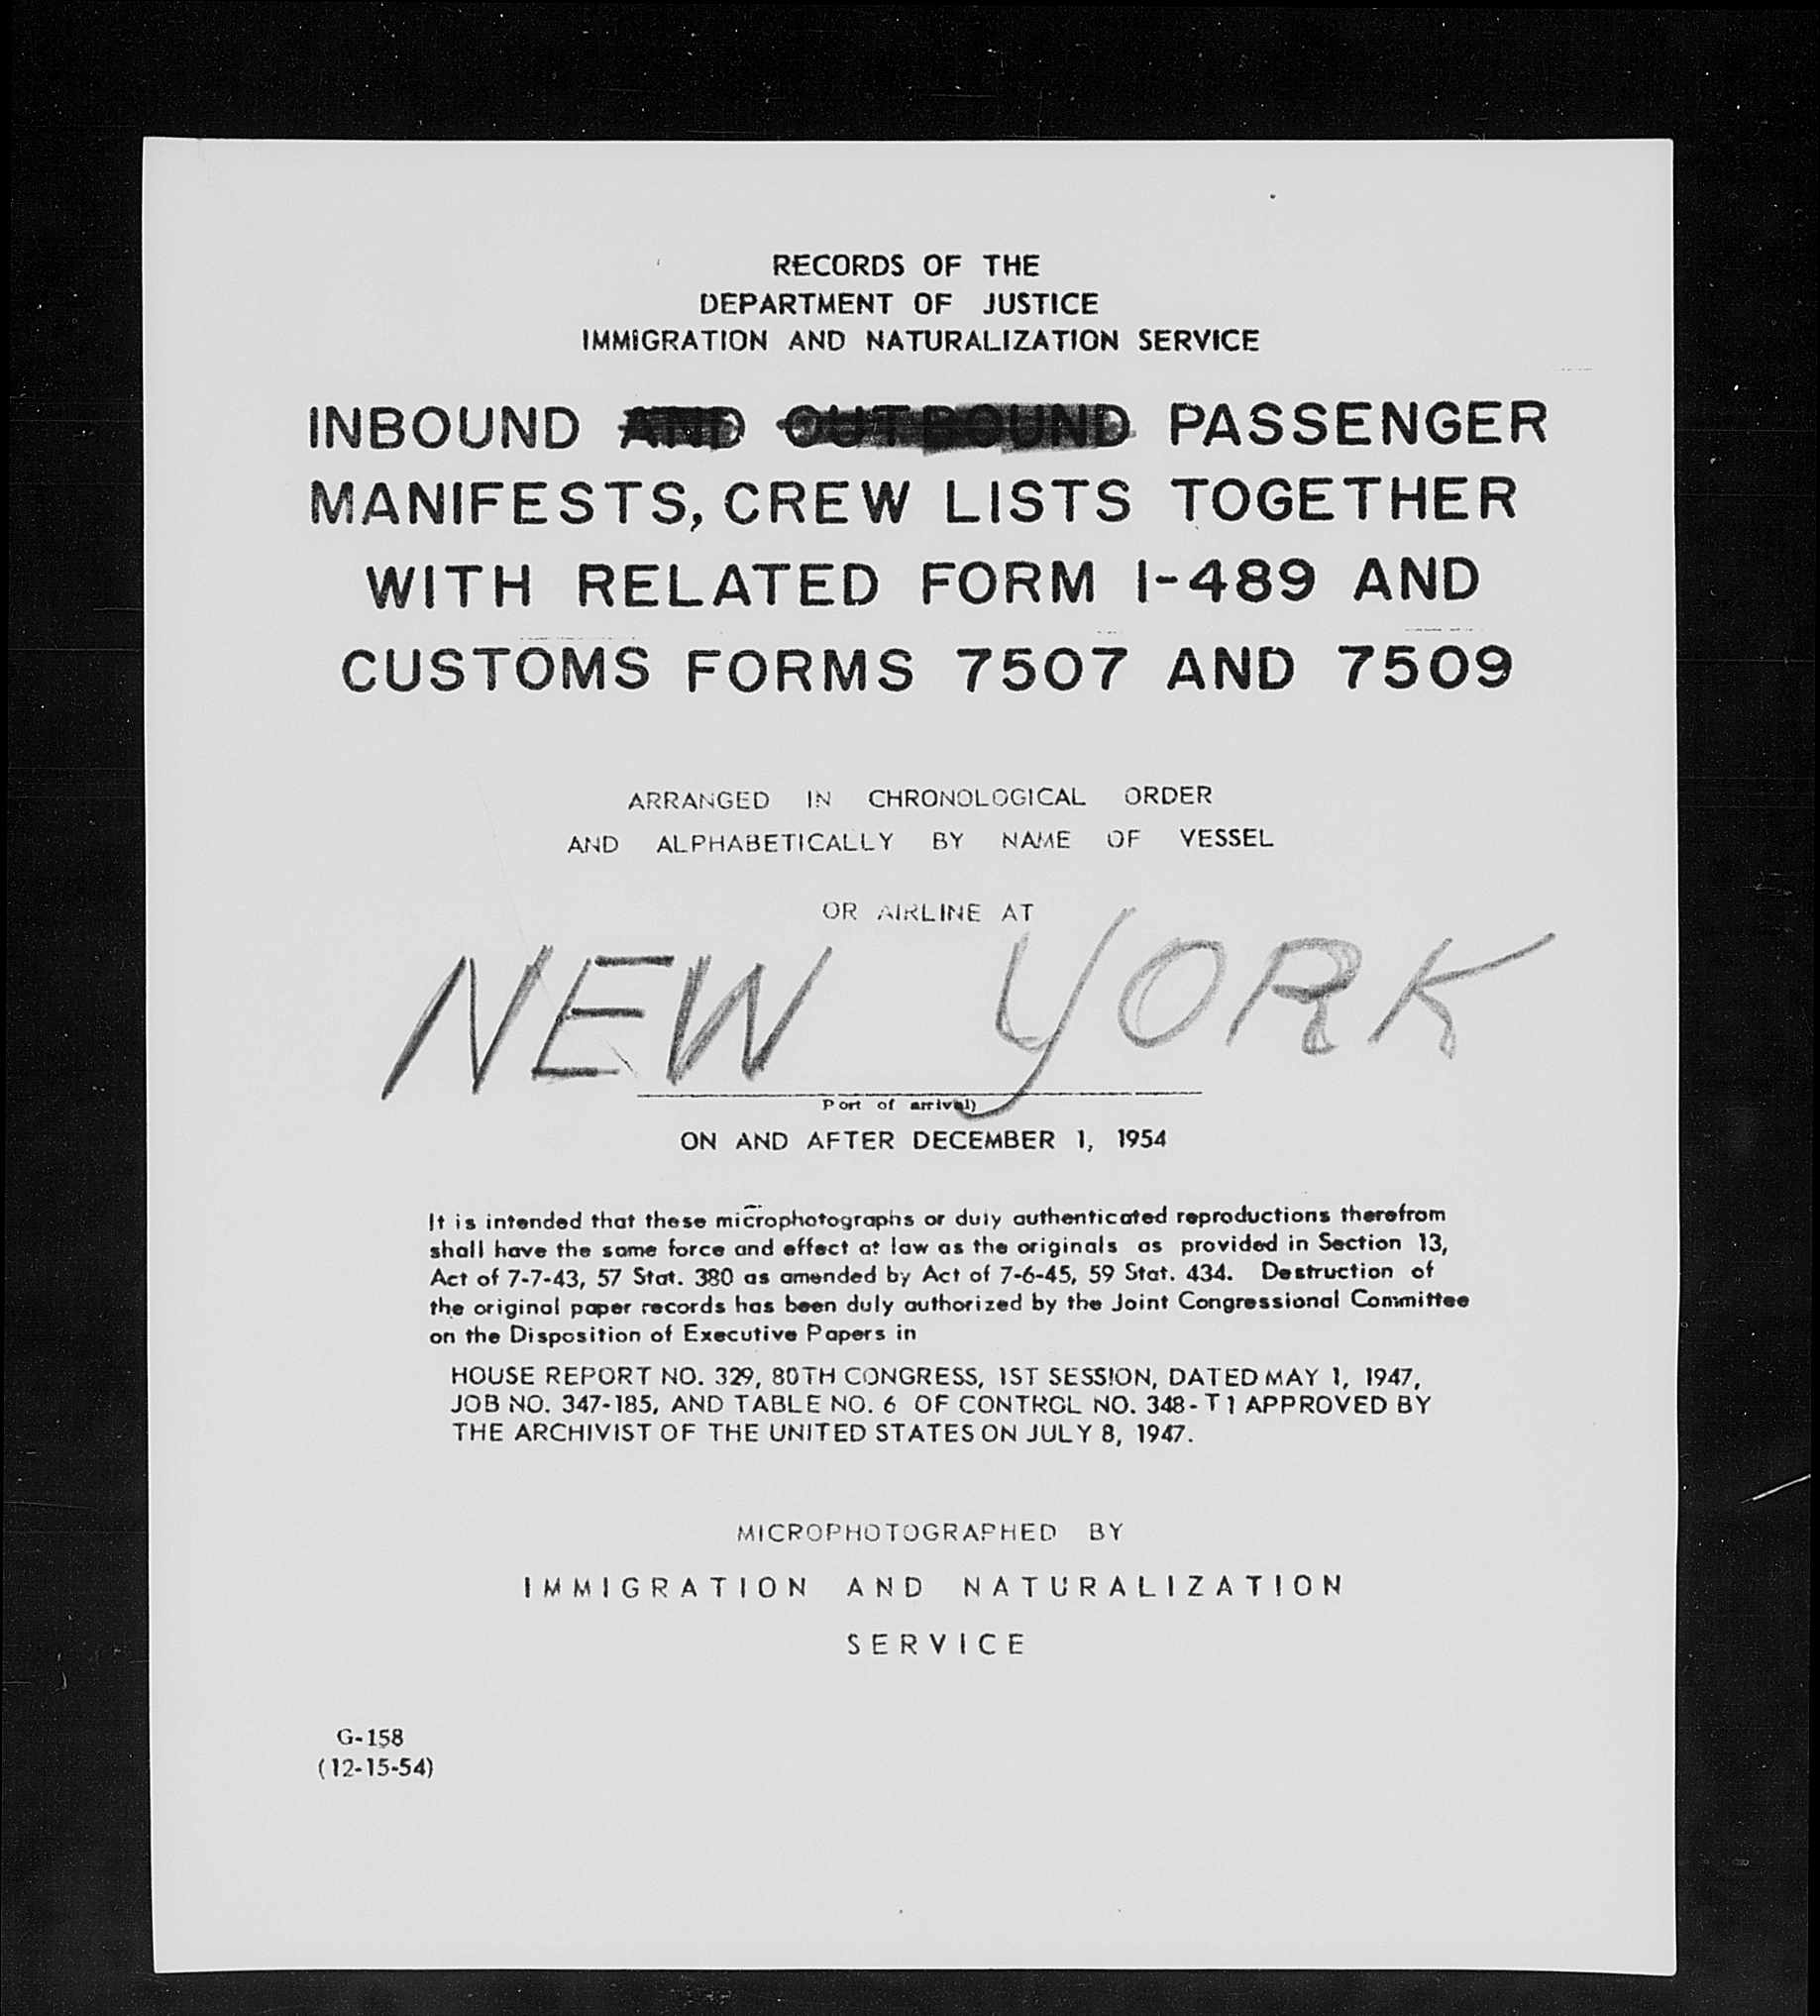 RECORDS OF THE
DEPARTMENT OF JUSTICE
IMMIGRATION AND NATURALIZATION SERVICE
INBOUND AND OUTBOUND PASSENGER
MANIFESTS, CREW LISTS TOGETHER
WITH RELATED FORM I-489 AND
CUSTOMS FORMS 7507 AND 7509
ARRANGED IN CHRONOLOGICAL ORDER
AND ALPHABETICALLY BY NAME OF VESSEL
OR AIRLINE AT
NEW YORK
Port of arrival)
ON AND AFTER DECEMBER 1, 1954
It is intended that these microphotographs or duly authenticated reproductions therefrom
shall have the same force and effect at law as the originals as provided in Section 13,
Act of 7-7-43, 57 Stat. 380 as amended by Act of 7-6-45, 59 Stat. 434. Destruction of
the original paper records has been duly authorized by the Joint Congressional Committee
on the Disposition of Executive Papers in
HOUSE REPORT NO. 329, 80TH CONGRESS, 1ST SESSION, DATED MAY 1, 1947,
JOB NO. 347-185, AND TABLE NO. 6 OF CONTROL NO. 348-T1 APPROVED BY
THE ARCHIVIST OF THE UNITED STATES ON JULY 8, 1947.
MICROPHOTOGRAPHED BY
IMMIGRATION AND NATURALIZATION
SERVICE
G-158
(12-15-54)